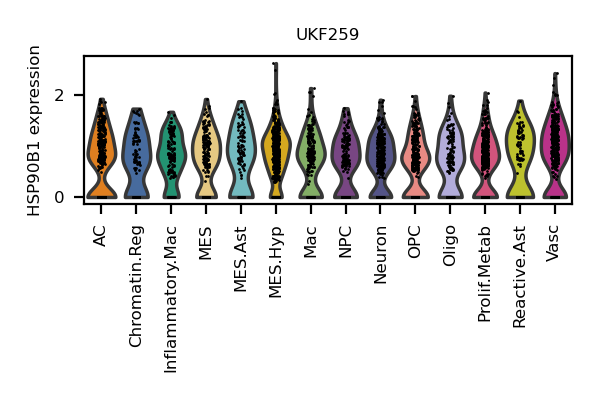 UKF259
HSP90B1 expression
2
0
AC
Chromatin.Reg
Inflammatory.Mac
MES
MES.Ast
MES.Hyp
Mac
NPC
Neuron
OPC
Oligo
Prolif.Metab
Reactive.Ast
Vasc